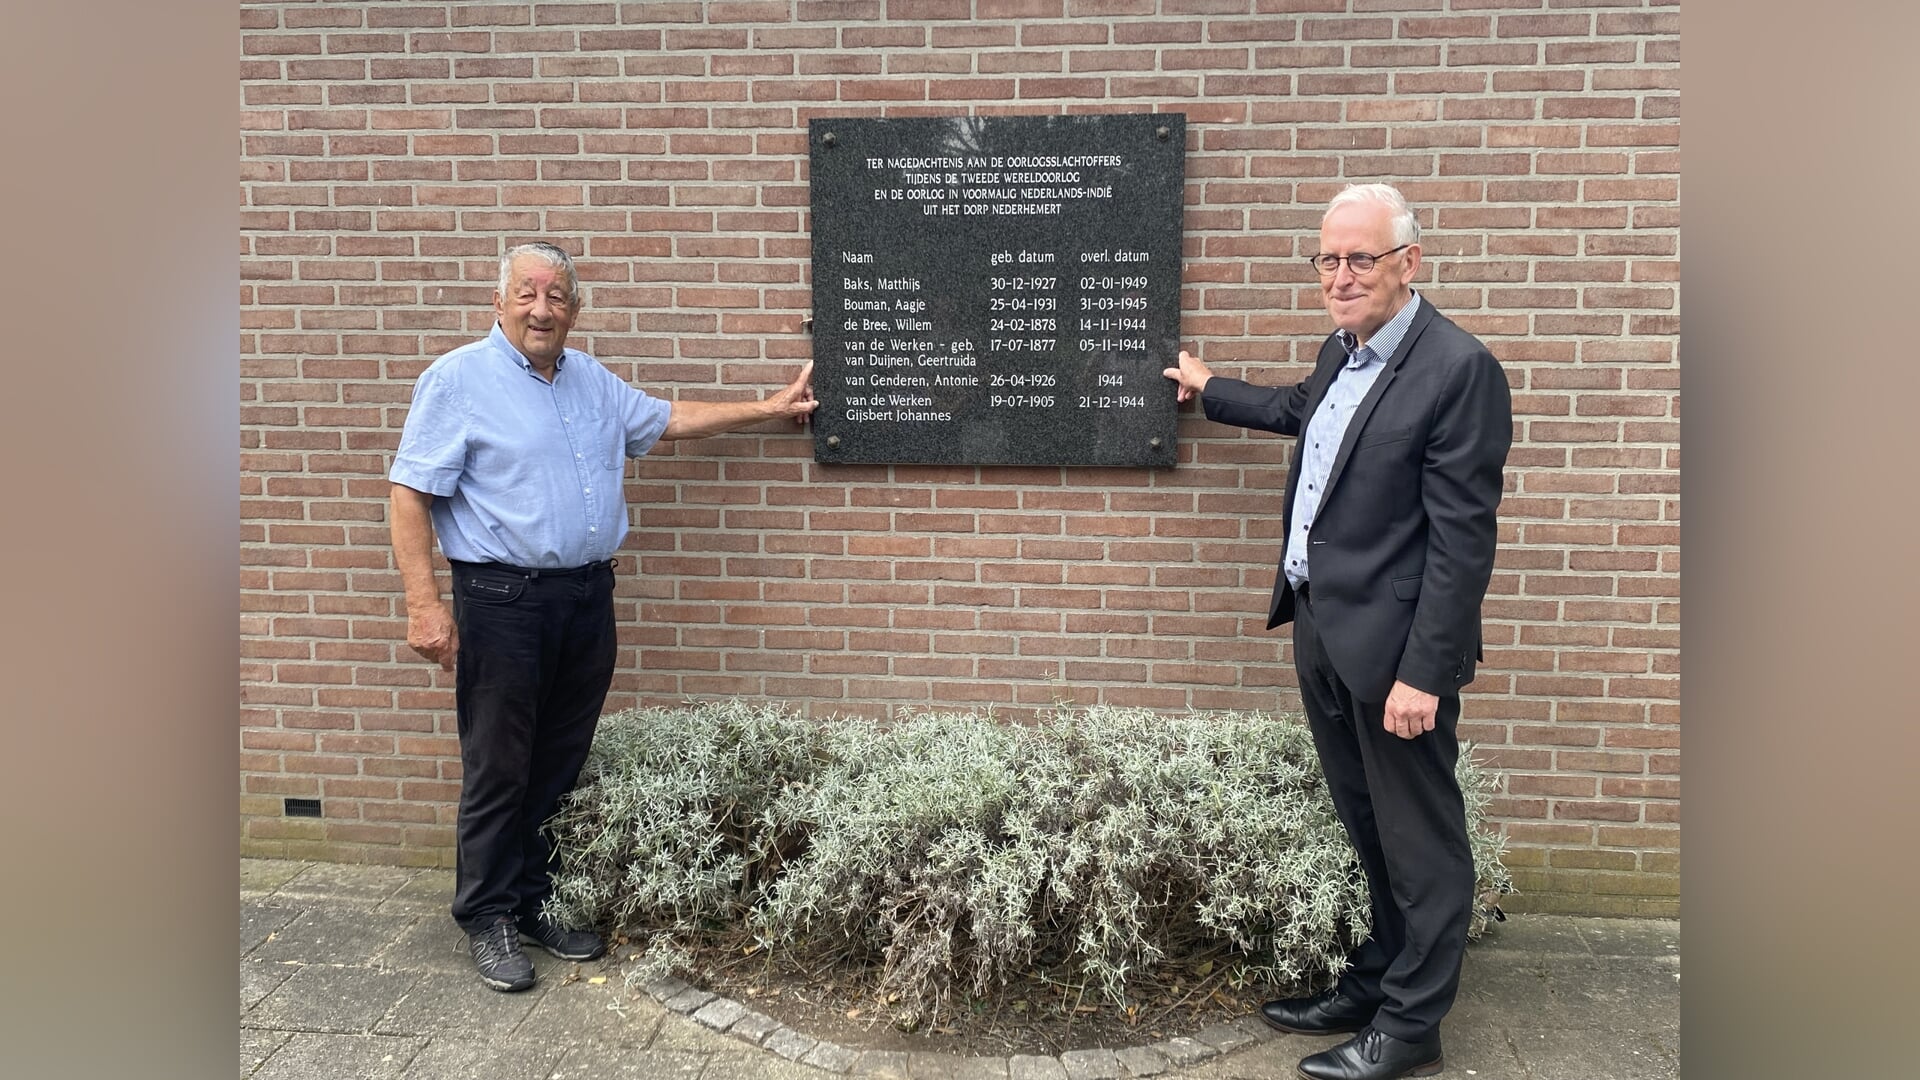 TER NAGEDACHTENIS AAN DE OORLOGSSLACHTOFFERS
TIJDENS DE TWEEDE WERELDOORLOG
EN DE OORLOG IN VOORMALIG NEDERLANDS-INDIË
UIT HET DORP NEDERHEMERT
Naam geb. datum overl. datum
Baks, Matthijs 30-12-1927 02-01-1949
Bouman, Aagje 25-04-1931 31-03-1945
de Bree, Willem 24-02-1878 14-11-1944
van de Werken - geb. 17-07-1877 05-11-1944
van Duijnen, Geertruida
van Genderen, Antonie 26-04-1926 1944
van de Werken 19-07-1905 21-12-1944
Gijsbert Johannes